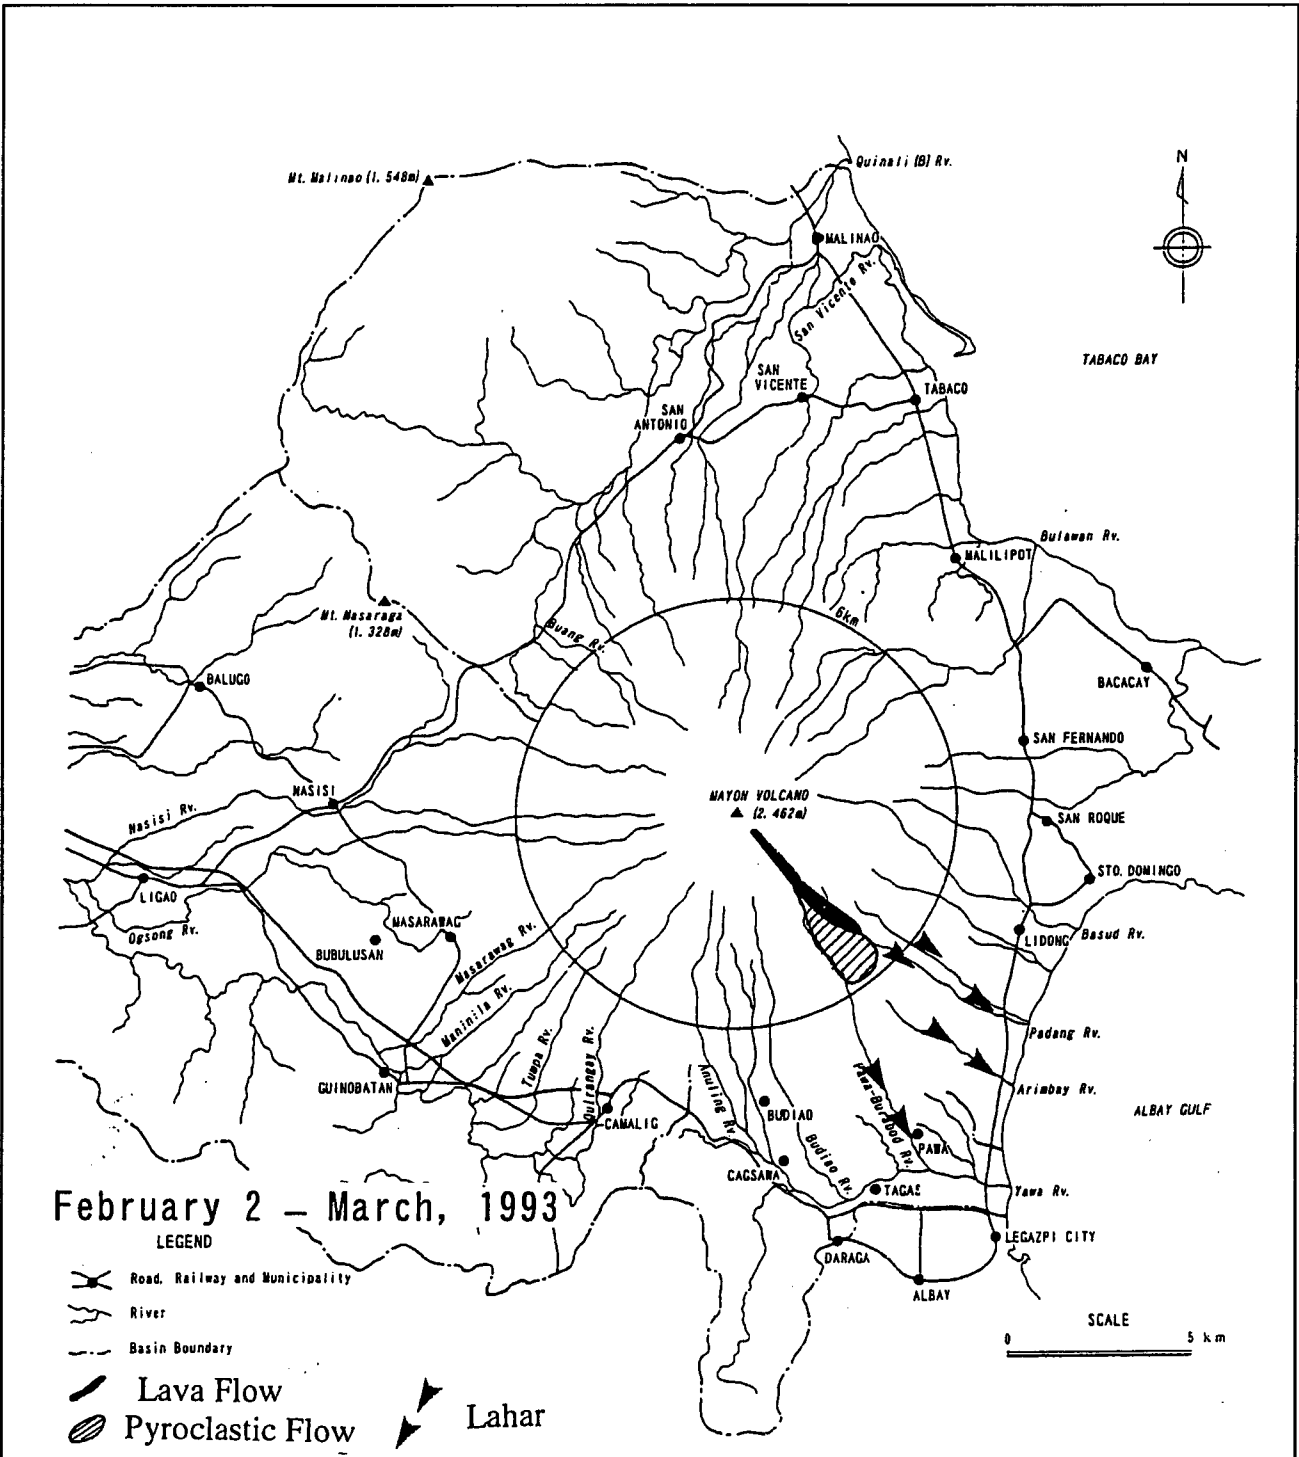 Quinali (B) Rv.
Mt. Malinao (1. 548m)
N
MALINAO
San Vicente Rv.
TABACO BAY
SAN
VICENTE
TABACO
SAN
ANTONIO
Bulawan Rv.
MALILIPOT
Mt. Masaraga
(1. 328m)
6km
Buang Rv.
BALUGO
BACACAY
SAN FERNANDO
NASISI
MAYON VOLCANO
(2. 462m)
Nasisi Rv.
SAN ROQUE
STO. DOMINGO
LIGAO
Ogsong Rv.
MASARAWAG
BUBULUSAN
Masarawag Rv.
LIDONG
Basud Rv.
Maninila Rv.
Padang Rv.
Tumpa Rv.
Quirangay Rv.
GUINOBATAN
Anuling Rv.
Pawa-Burabod Rv.
Arimbay Rv.
ALBAY GULF
CAMALIG
BUDIAO
PAWA
CAGSAWA
Budiao Rv.
TAGAS
Yawa Rv.
February 2 – March, 1993
LEGEND
LEGAZPI CITY
DARAGA
Road, Railway and Municipality
ALBAY
River
SCALE
0 5 km
Basin Boundary
Lava Flow
Lahar
Pyroclastic Flow